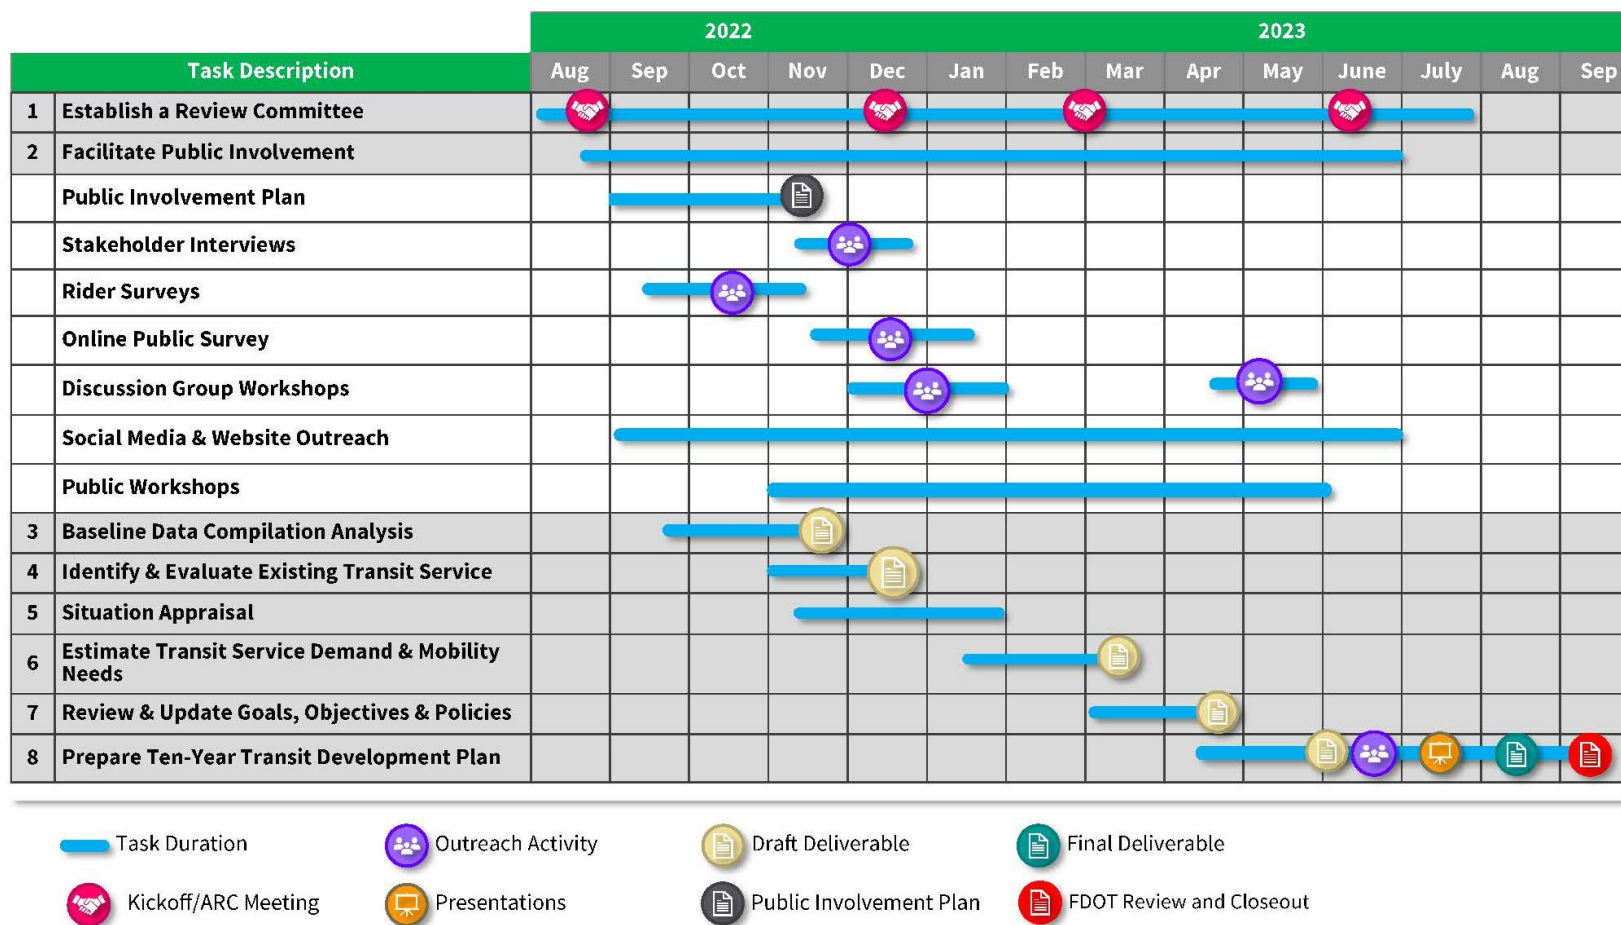 2022 2023
Task Description Aug Sep Oct Nov Dec Jan Feb Mar Apr May June July Aug Sep
1 Establish a Review Committee
2 Facilitate Public Involvement
Public Involvement Plan
Stakeholder Interviews
Rider Surveys
Online Public Survey
Discussion Group Workshops
Social Media & Website Outreach
Public Workshops
3 Baseline Data Compilation Analysis
4 Identify & Evaluate Existing Transit Service
5 Situation Appraisal
6 Estimate Transit Service Demand & Mobility
Needs
7 Review & Update Goals, Objectives & Policies
8 Prepare Ten-Year Transit Development Plan
Task Duration Outreach Activity Draft Deliverable Final Deliverable
Kickoff/ARC Meeting Presentations Public Involvement Plan FDOT Review and Closeout